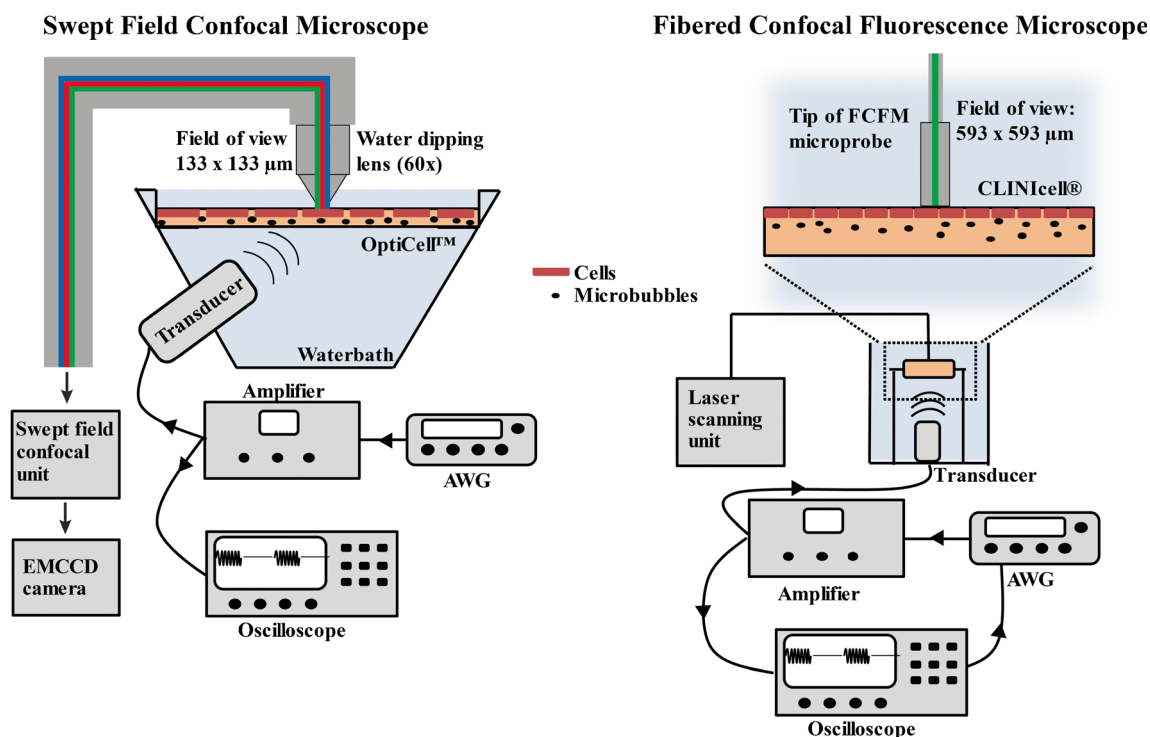 Swept Field Confocal Microscope
Field of view
133 x 133 µm
Water dipping
lens (60x)
OptiCell™
Transducer
Waterbath
Amplifier
Swept field
confocal
unit
AWG
EMCCD
camera
Oscilloscope
Cells
Microbubbles
Fibered Confocal Fluorescence Microscope
Tip of FCFM
microprobe
Field of view:
593 x 593 µm
CLINIcell®
Laser
scanning
unit
Transducer
Amplifier
AWG
Oscilloscope